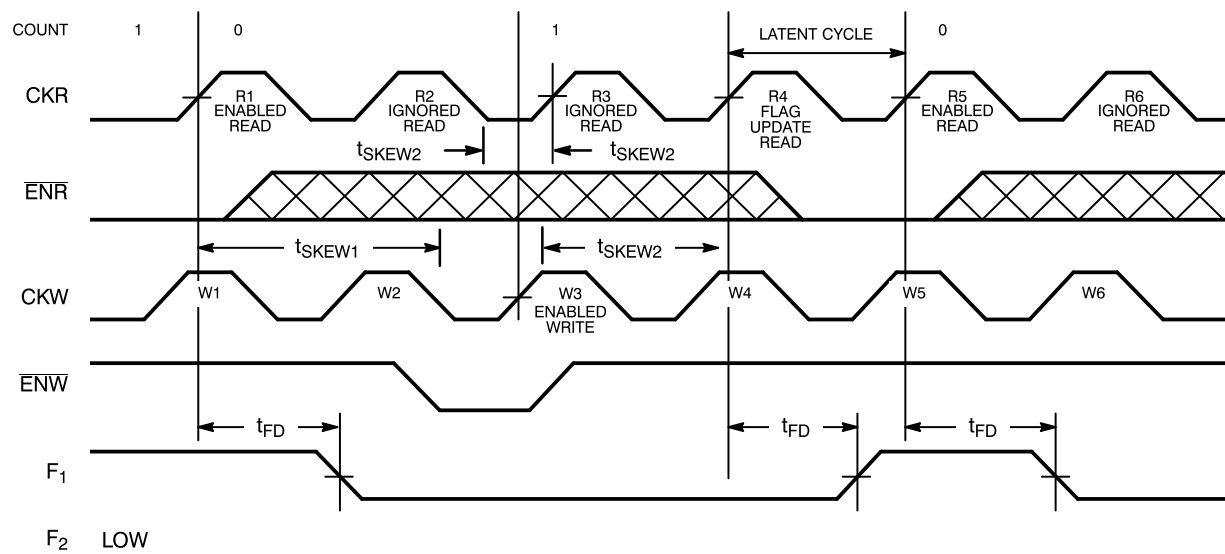 COUNT 1 0 1 LATENT CYCLE 0
CKR
R1 ENABLED READ
R2 IGNORED READ
R3 IGNORED READ
R4 FLAG UPDATE READ
R5 ENABLED READ
R6 IGNORED READ
tSKEW2 tSKEW2
ENR
tSKEW1 tSKEW2
CKW
W1 W2 W3 ENABLED WRITE W4 W5 W6
ENW
tFD tFD tFD
F1
F2 LOW